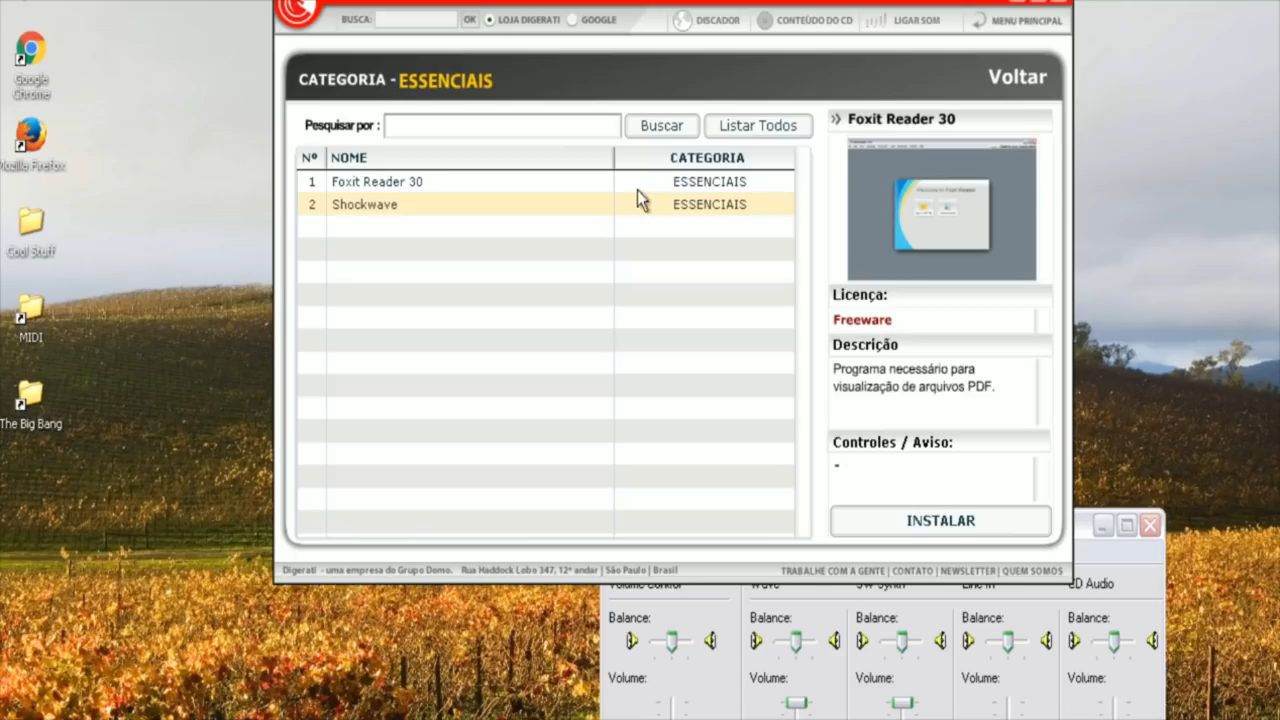 BUSCA: OK LOJA DIGERATI GOOGLE DISCADOR CONTEÚDO DO CD LIGAR SOM MENU PRINCIPAL
Google
Chrome
Mozilla Firefox
Cool Stuff
MIDI
The Big Bang
CATEGORIA - ESSENCIAIS
Voltar
Pesquisar por :
Buscar
Listar Todos
Nº NOME CATEGORIA
1 Foxit Reader 30 ESSENCIAIS
2 Shockwave ESSENCIAIS
Foxit Reader 30
Licença:
Freeware
Descrição
Programa necessário para
visualização de arquivos PDF.
Controles / Aviso:
-
INSTALAR
Digerati - uma empresa do Grupo Domo. Rua Haddock Lobo 347, 12º andar | São Paulo | Brasil
TRABALHE COM A GENTE | CONTATO | NEWSLETTER | QUEM SOMOS
Volume Control Wave SW Synth Line In CD Audio
Balance: Balance: Balance: Balance: Balance:
Volume: Volume: Volume: Volume: Volume: